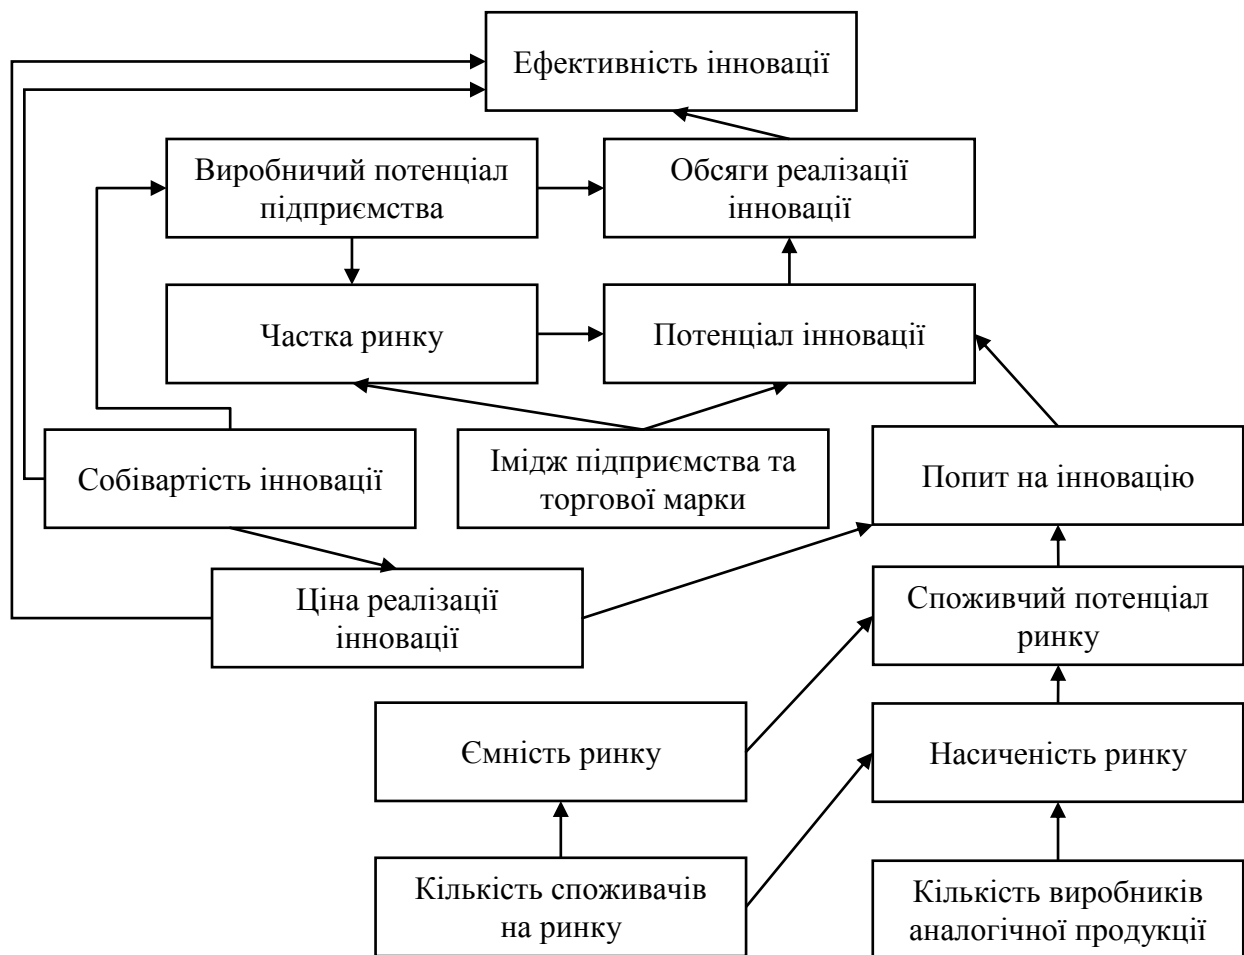 Ефективність інновації
Виробничий потенціал
підприємства
Обсяги реалізації
інновації
Частка ринку
Потенціал інновації
Собівартість інновації
Імідж підприємства та
торгової марки
Попит на інновацію
Ціна реалізації
інновації
Споживчий потенціал
ринку
Ємність ринку
Насиченість ринку
Кількість споживачів
на ринку
Кількість виробників
аналогічної продукції